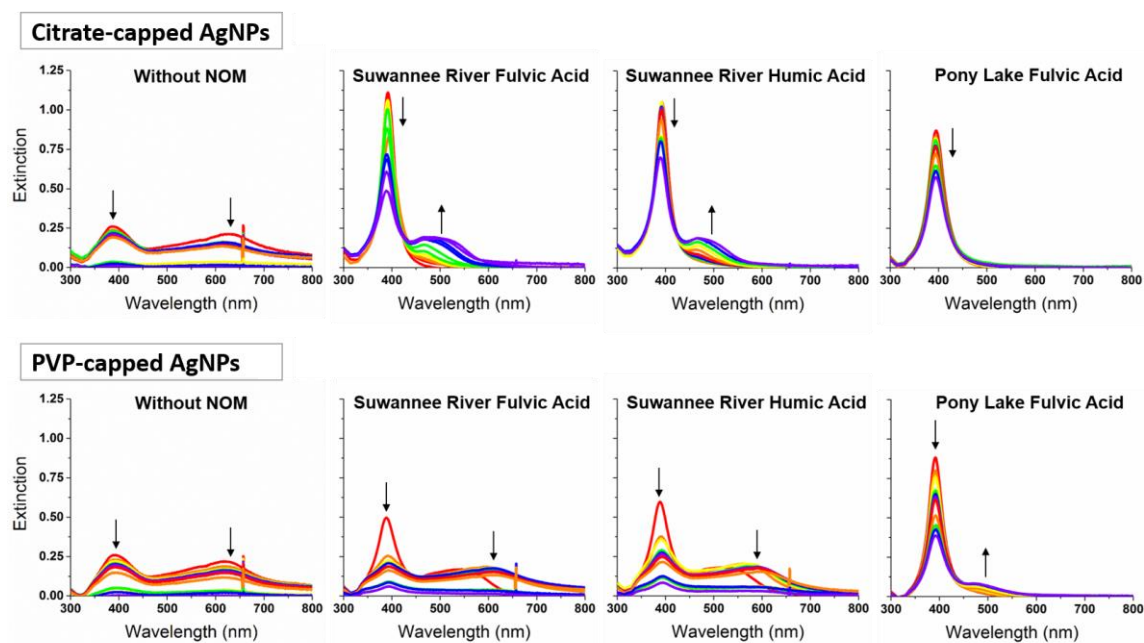 Citrate-capped AgNPs
Without NOM
Suwannee River Fulvic Acid
Suwannee River Humic Acid
Pony Lake Fulvic Acid
Extinction
1.25
1.00
0.75
0.50
0.25
0.00
300 400 500 600 700 800
300 400 500 600 700 800
300 400 500 600 700 800
300 400 500 600 700 800
Wavelength (nm)
Wavelength (nm)
Wavelength (nm)
Wavelength (nm)
PVP-capped AgNPs
Without NOM
Suwannee River Fulvic Acid
Suwannee River Humic Acid
Pony Lake Fulvic Acid
Extinction
1.25
1.00
0.75
0.50
0.25
0.00
300 400 500 600 700 800
300 400 500 600 700 800
300 400 500 600 700 800
300 400 500 600 700 800
Wavelength (nm)
Wavelength (nm)
Wavelength (nm)
Wavelength (nm)